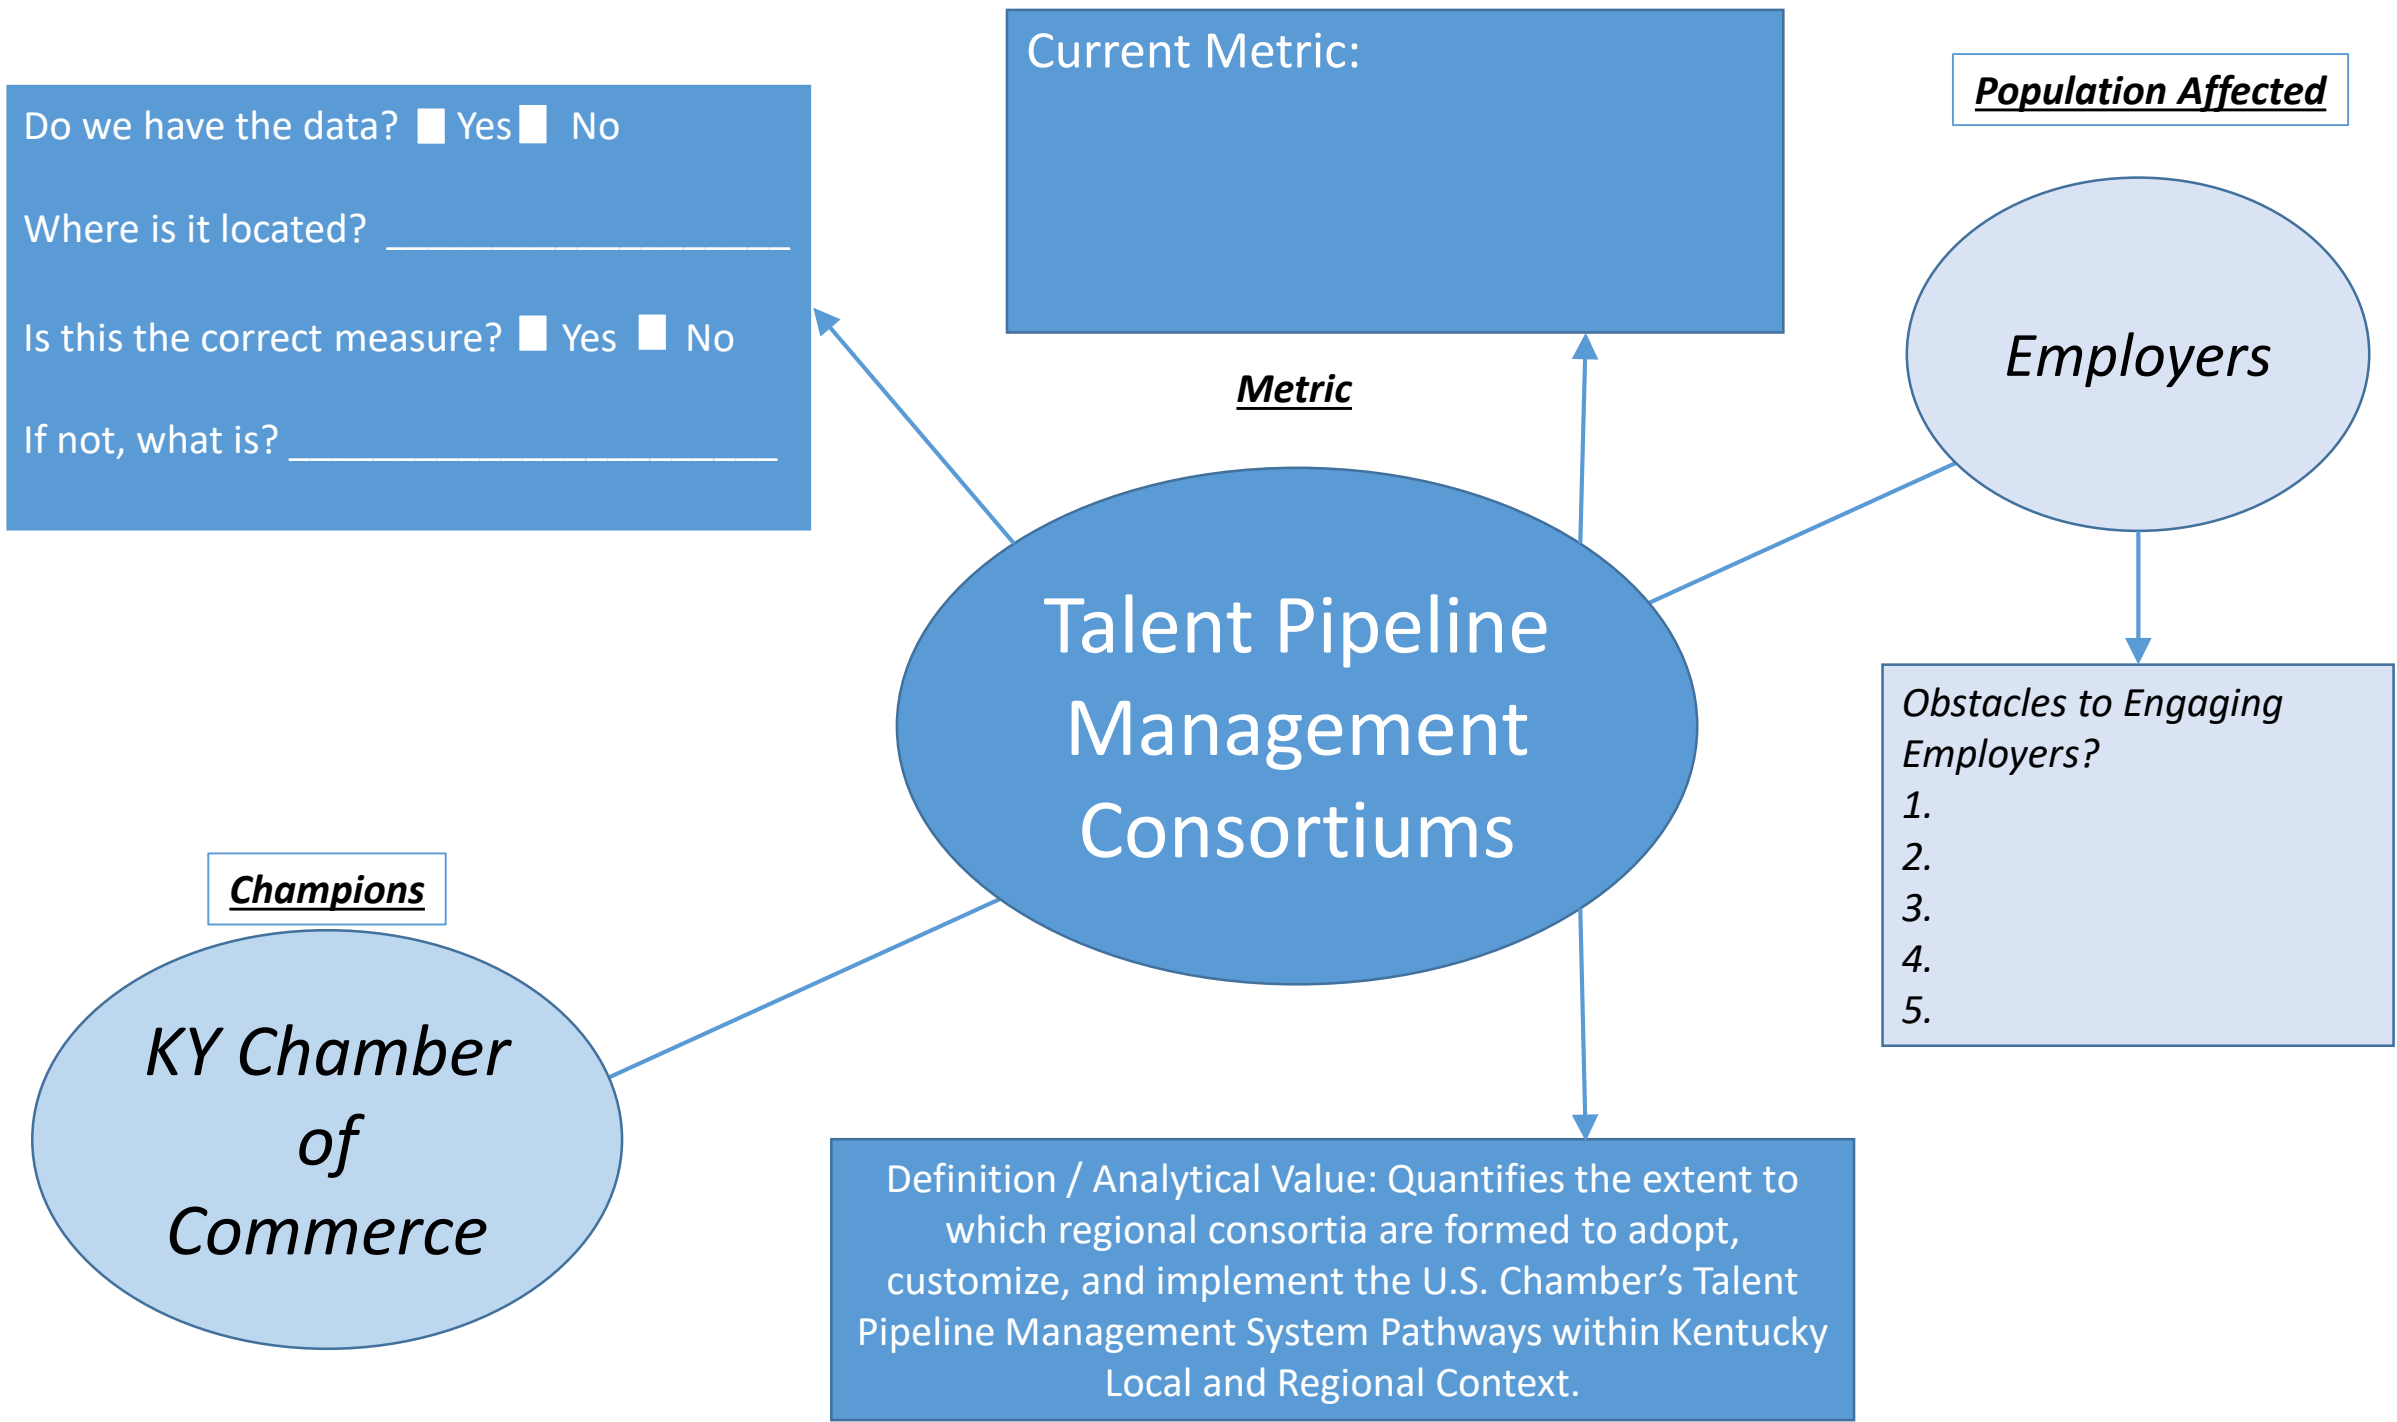 Current Metric:
Population Affected
Do we have the data? Yes No
Where is it located? ___________________
Is this the correct measure? Yes No
If not, what is? _______________________
Metric
Employers
Talent Pipeline
Management
Consortiums
Obstacles to Engaging
Employers?
1.
2.
3.
4.
5.
Champions
KY Chamber
of
Commerce
Definition / Analytical Value: Quantifies the extent to
which regional consortia are formed to adopt,
customize, and implement the U.S. Chamber’s Talent
Pipeline Management System Pathways within Kentucky
Local and Regional Context.